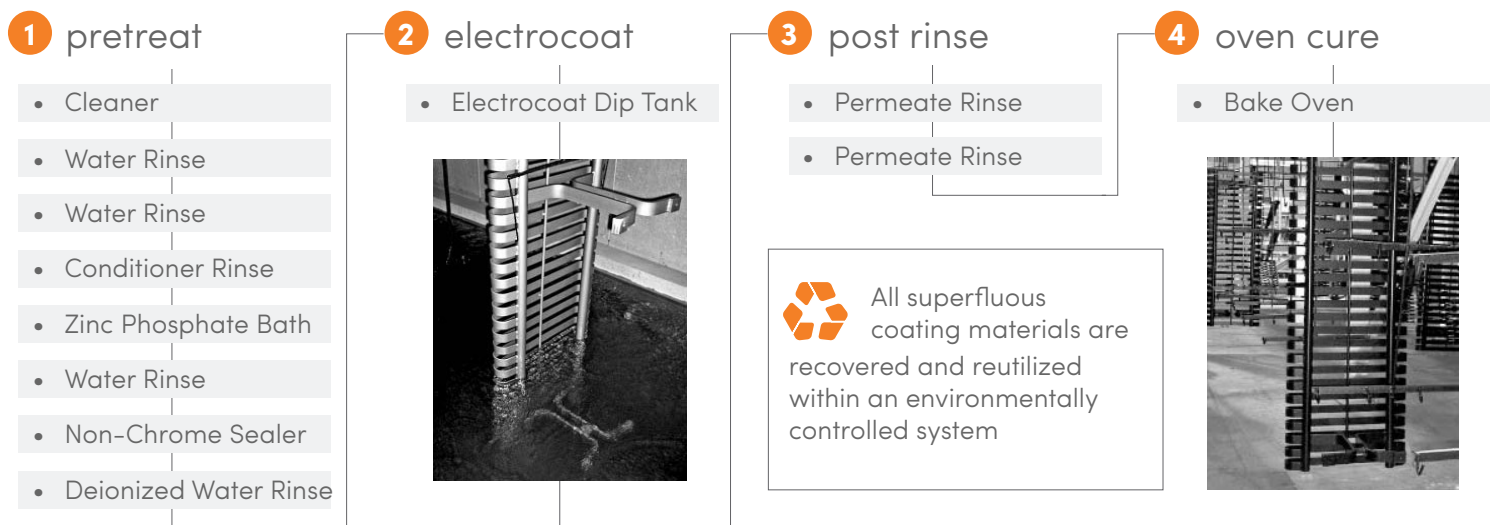 1 pretreat
• Cleaner
• Water Rinse
• Water Rinse
• Conditioner Rinse
• Zinc Phosphate Bath
• Water Rinse
• Non-Chrome Sealer
• Deionized Water Rinse
2 electrocoat
• Electrocoat Dip Tank
3 post rinse
• Permeate Rinse
• Permeate Rinse
All superfluous
coating materials are
recovered and reutilized
within an environmentally
controlled system
4 oven cure
• Bake Oven